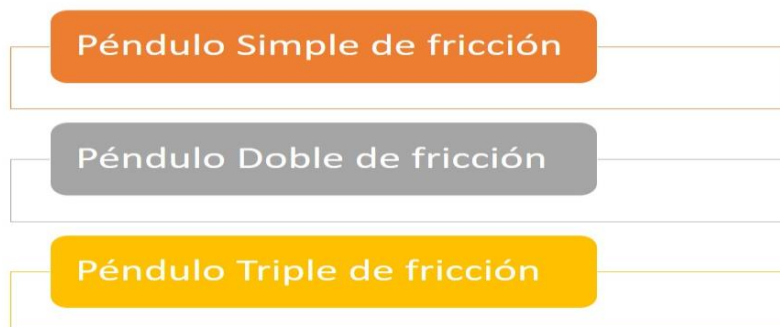 Péndulo Simple de fricción
Péndulo Doble de fricción
Péndulo Triple de fricción